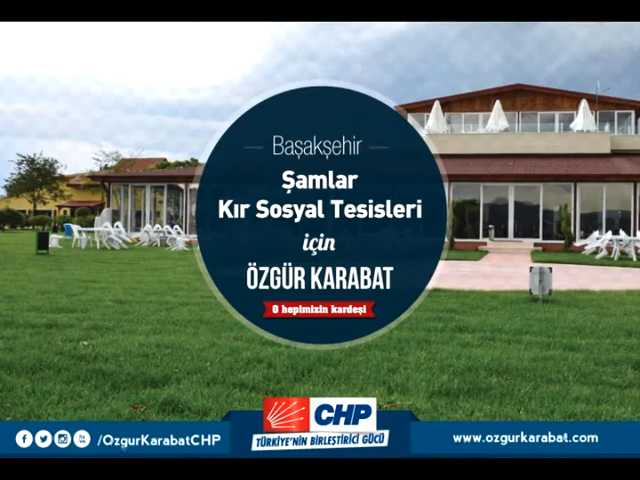 Başakşehir
Şamlar
Kır Sosyal Tesisleri
için
ÖZGÜR KARABAT
O hepimizin kardeşi
CHP
TÜRKİYE'NİN BİRLEŞTİRİCİ GÜCÜ
/OzgurKarabatCHP
www.ozgurkarabat.com